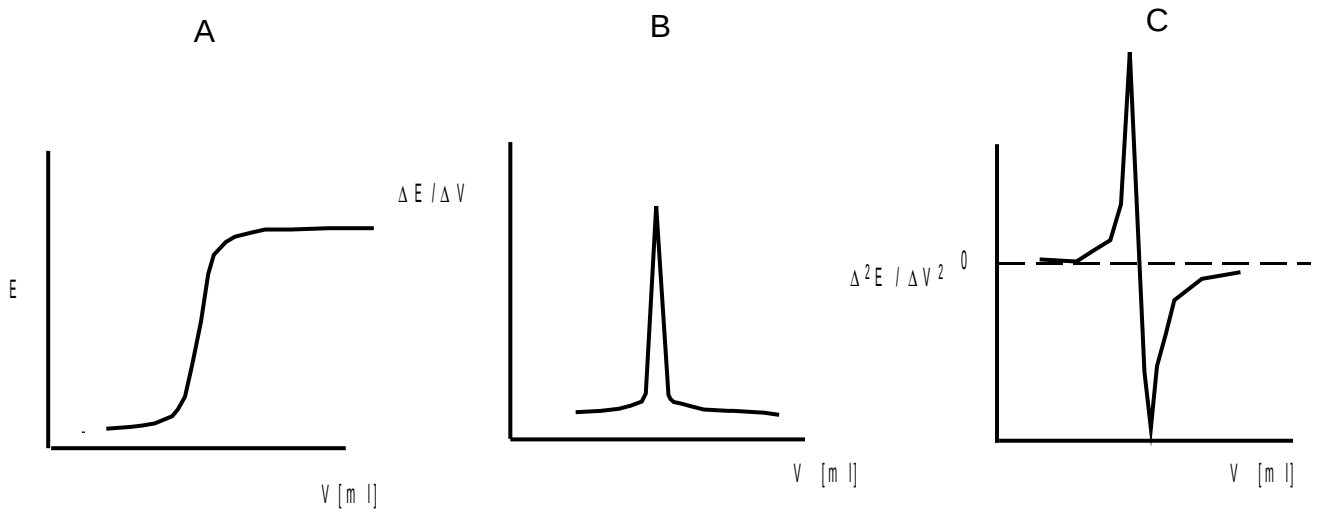 A
B
C
E
V [ml]
ΔE/ΔV
V [ml]
Δ²E/ΔV²
0
V [ml]